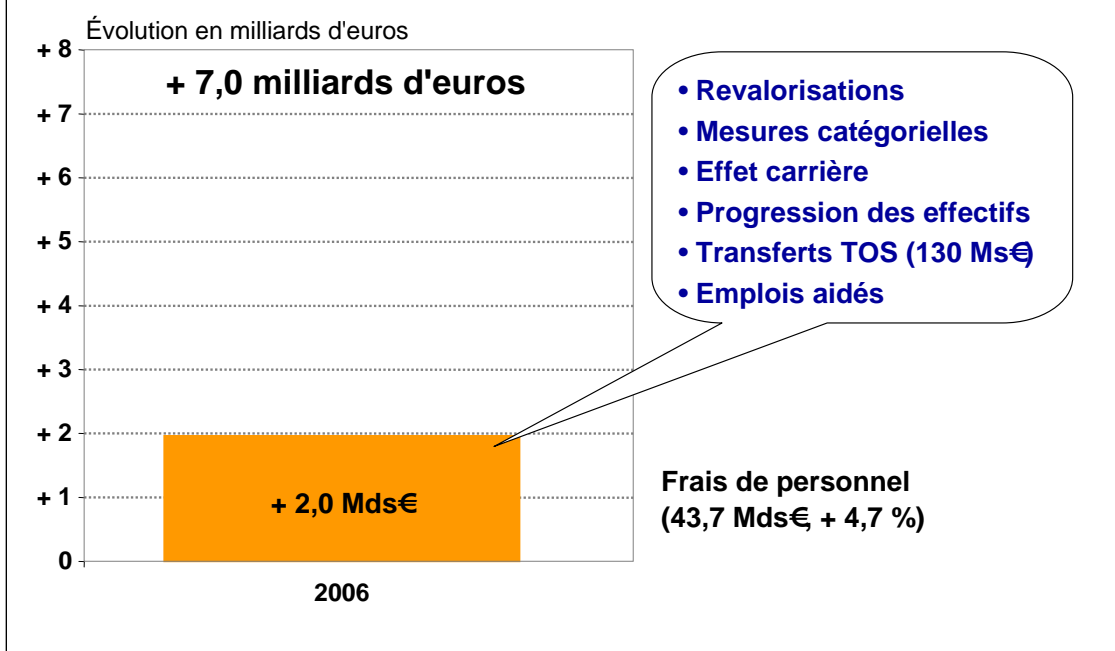 Évolution en milliards d'euros
+ 8
+ 7,0 milliards d'euros
+ 7
+ 6
+ 5
+ 4
+ 3
+ 2
+ 1
0
+ 2,0 Mds€
2006
• Revalorisations
• Mesures catégorielles
• Effet carrière
• Progression des effectifs
• Transferts TOS (130 Ms€)
• Emplois aidés
Frais de personnel
(43,7 Mds€, + 4,7 %)